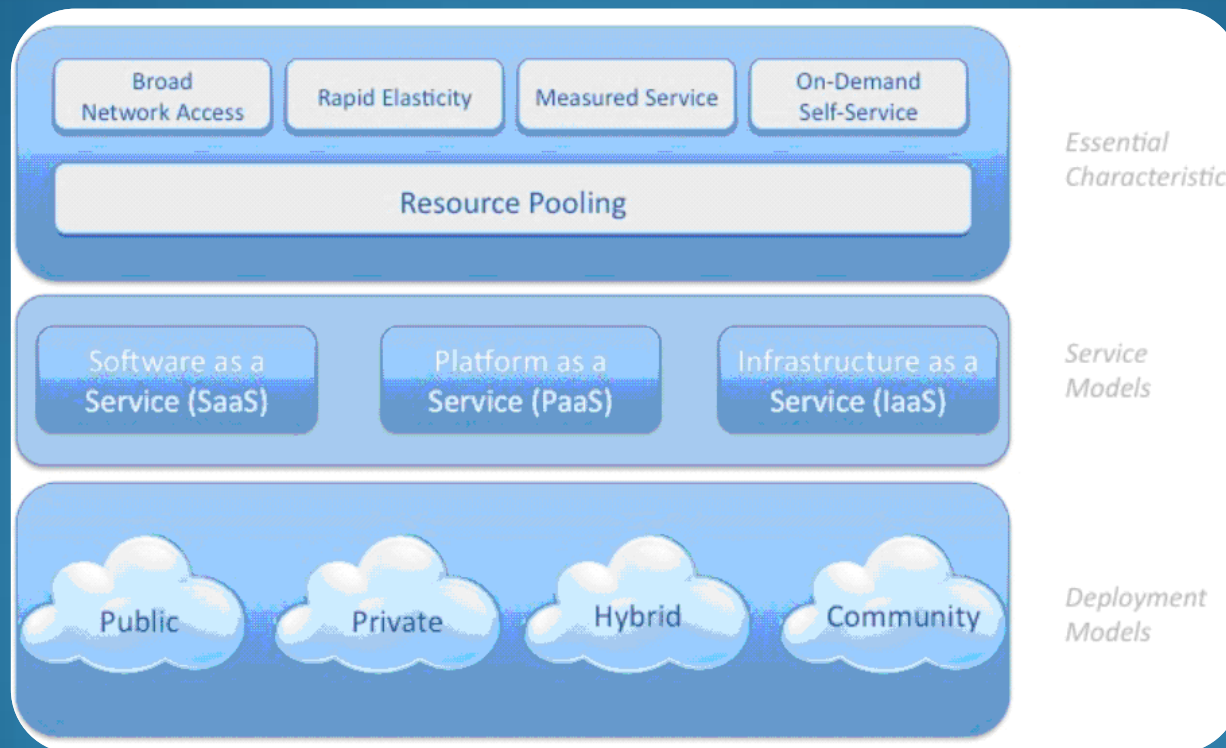 Broad
Network Access
Rapid Elasticity
Measured Service
On-Demand
Self-Service
Essential
Characteristic
Resource Pooling
Software as a
Service (SaaS)
Platform as a
Service (PaaS)
Infrastructure as a
Service (IaaS)
Service
Models
Public
Private
Hybrid
Community
Deployment
Models